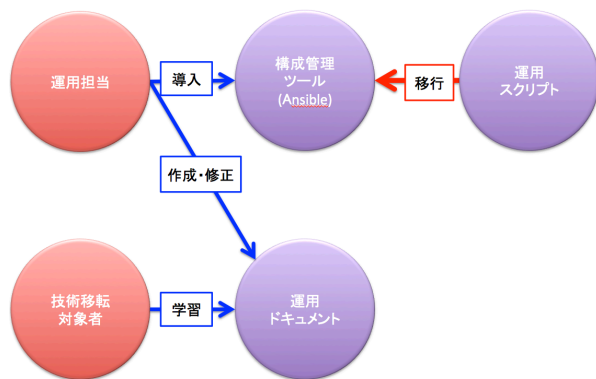 運用担当
導入
構成管理
ツール
(Ansible)
移行
運用
スクリプト
作成・修正
技術移転
対象者
学習
運用
ドキュメント